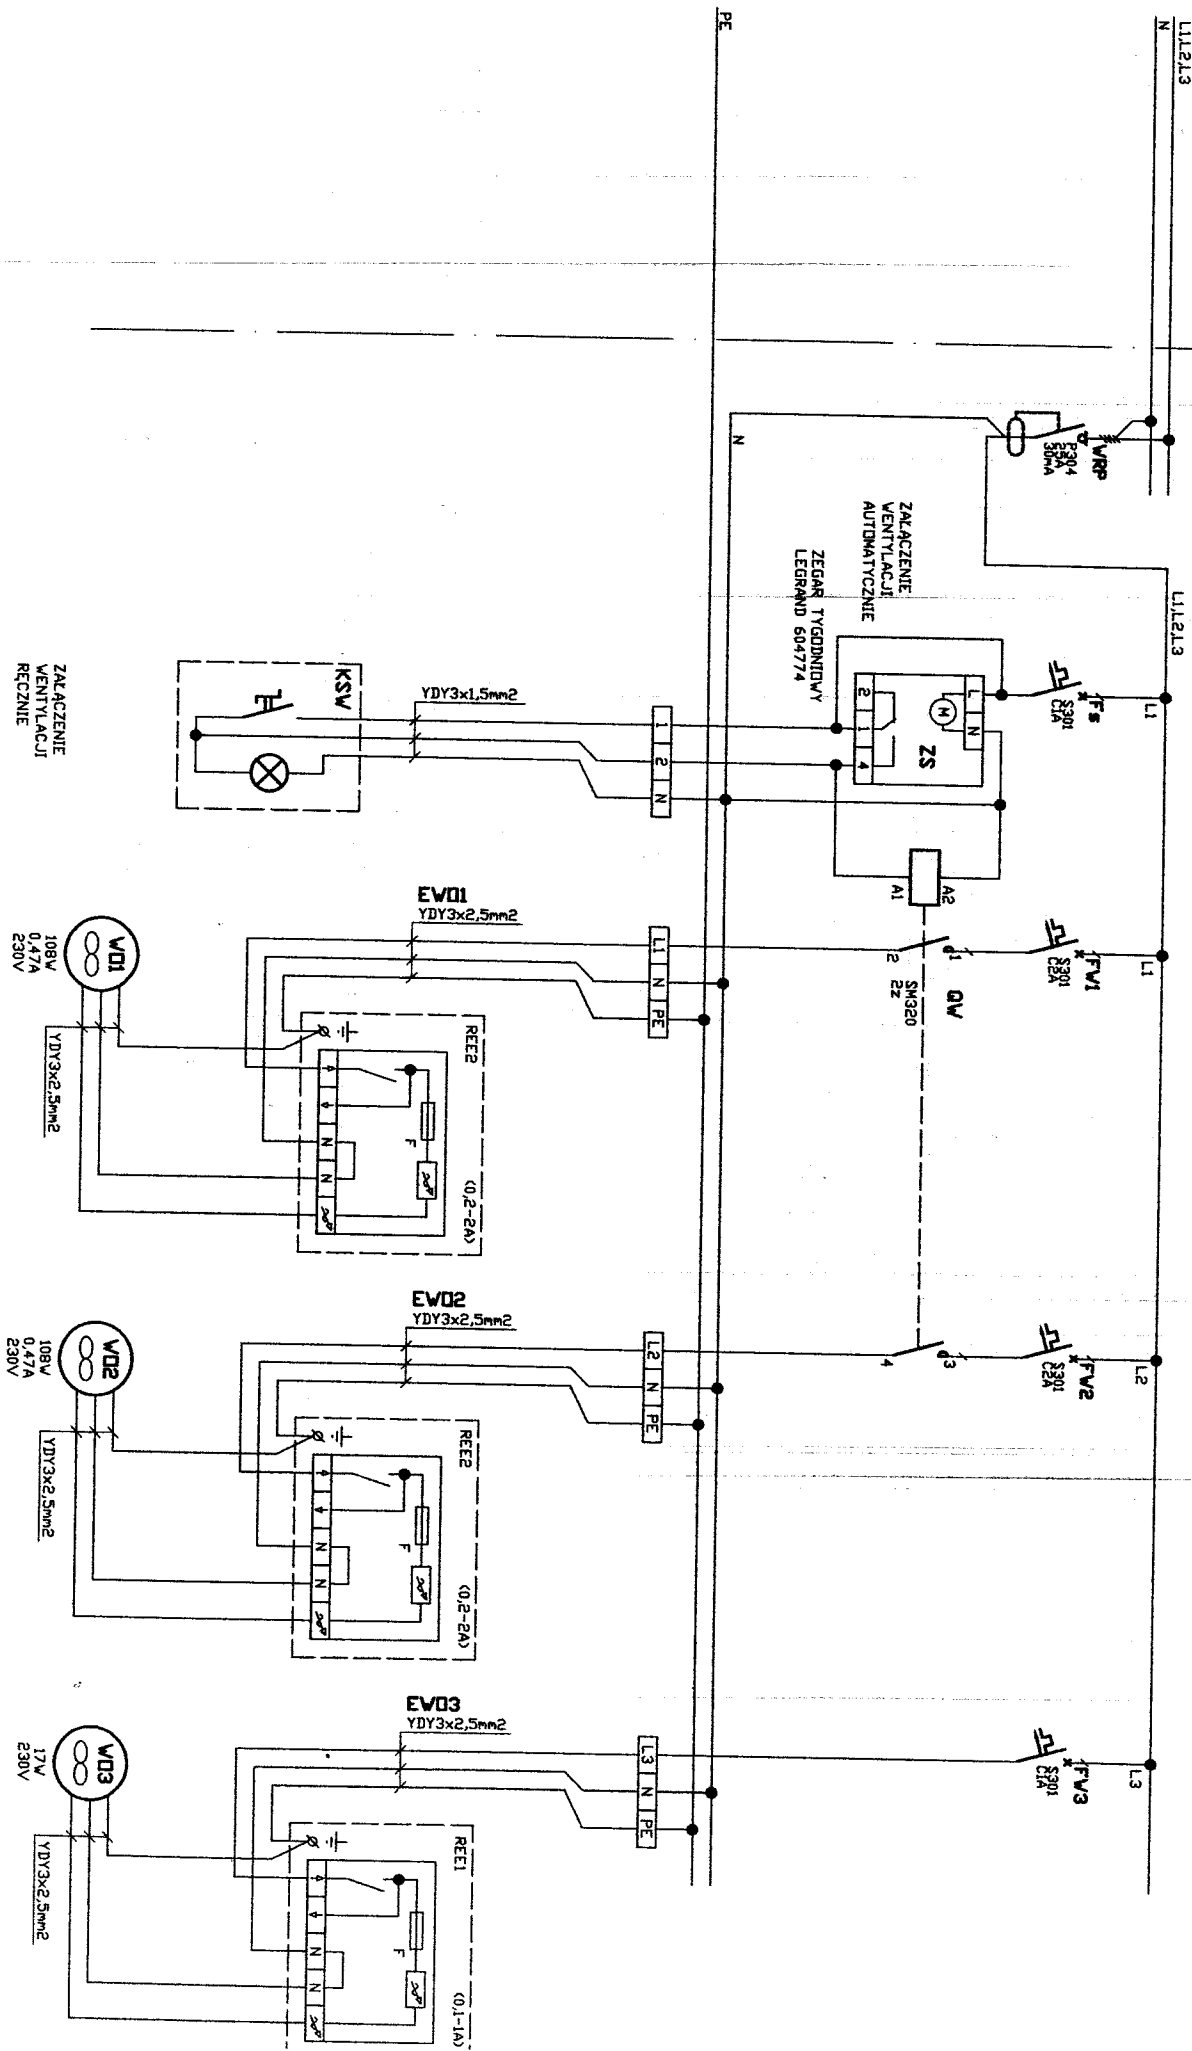 L1,L2,L3
N
PE
WRP
P304
25A
30mA
N
L1,L2,L3
ZAŁĄCZENIE
WENTYLACJI
AUTOMATYCZNIE
ZEGAR TYGODNIOWY
LEGRAND 604774
L1
Fs
S301
C1A
L
N
M
2
1
4
ZS
A2
A1
1
2
N
YDY3x1,5mm2
KSW
ZAŁĄCZENIE
WENTYLACJI
RĘCZNIE
L1
FW1
S301
C2A
1
2
QW
SM320
2z
L1
N
PE
EW01
YDY3x2,5mm2
REE2
(0,2-2A)
F
N
N
W01
108W
0,47A
230V
YDY3x2,5mm2
L2
FW2
S301
C2A
3
4
L2
N
PE
EW02
YDY3x2,5mm2
REE2
(0,2-2A)
F
N
N
W02
108W
0,47A
230V
YDY3x2,5mm2
L3
FW3
S301
C1A
L3
N
PE
EW03
YDY3x2,5mm2
REE1
(0,1-1A)
F
N
N
W03
17W
230V
YDY3x2,5mm2